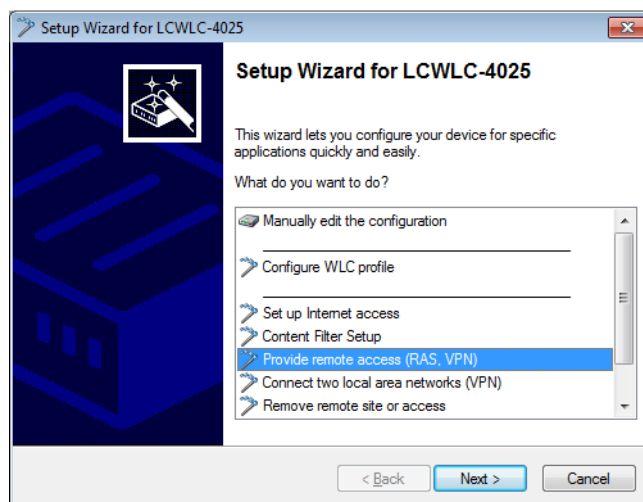 Setup Wizard for LCWLC-4025
Setup Wizard for LCWLC-4025
This wizard lets you configure your device for specific
applications quickly and easily.
What do you want to do?
Manually edit the configuration
Configure WLC profile
Set up Internet access
Content Filter Setup
Provide remote access (RAS, VPN)
Connect two local area networks (VPN)
Remove remote site or access
< Back Next > Cancel